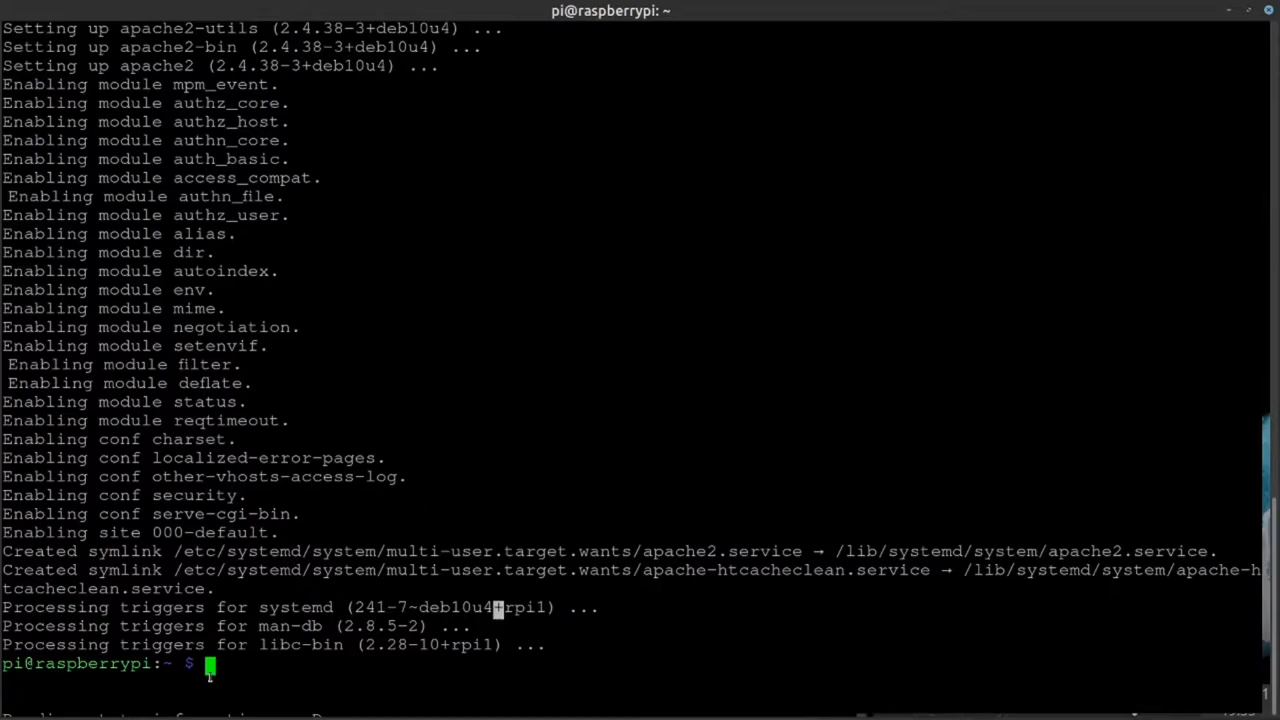 pi@raspberrypi: ~
Setting up apache2-utils (2.4.38-3+deb10u4) ...
Setting up apache2-bin (2.4.38-3+deb10u4) ...
Setting up apache2 (2.4.38-3+deb10u4) ...
Enabling module mpm_event.
Enabling module authz_core.
Enabling module authz_host.
Enabling module authn_core.
Enabling module auth_basic.
Enabling module access_compat.
Enabling module authn_file.
Enabling module authz_user.
Enabling module alias.
Enabling module dir.
Enabling module autoindex.
Enabling module env.
Enabling module mime.
Enabling module negotiation.
Enabling module setenvif.
Enabling module filter.
Enabling module deflate.
Enabling module status.
Enabling module reqtimeout.
Enabling conf charset.
Enabling conf localized-error-pages.
Enabling conf other-vhosts-access-log.
Enabling conf security.
Enabling conf serve-cgi-bin.
Enabling site 000-default.
Created symlink /etc/systemd/system/multi-user.target.wants/apache2.service → /lib/systemd/system/apache2.service.
Created symlink /etc/systemd/system/multi-user.target.wants/apache-htcacheclean.service → /lib/systemd/system/apache-h
tcacheclean.service.
Processing triggers for systemd (241-7~deb10u4+rpi1) ...
Processing triggers for man-db (2.8.5-2) ...
Processing triggers for libc-bin (2.28-10+rpi1) ...
pi@raspberrypi:~ $